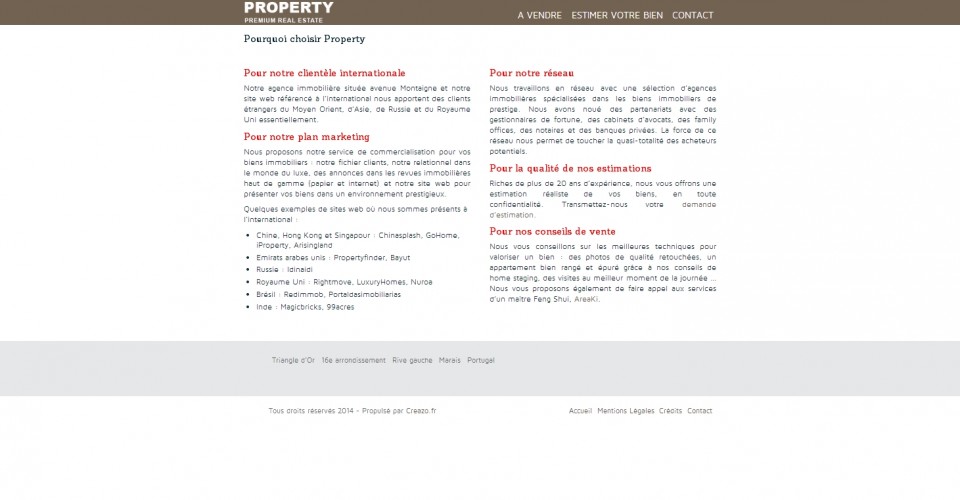 PROPERTY
PREMIUM REAL ESTATE
A VENDRE ESTIMER VOTRE BIEN CONTACT
Pourquoi choisir Property
Pour notre clientèle internationale
Notre agence immobilière située avenue Montaigne et notre
site web référencé à l'international nous apportent des clients
étrangers du Moyen Orient, d'Asie, de Russie et du Royaume
Uni essentiellement.
Pour notre plan marketing
Nous proposons notre service de commercialisation pour vos
biens immobiliers : notre fichier clients, notre relationnel dans
le monde du luxe, des annonces dans les revues immobilières
haut de gamme (papier et internet) et notre site web pour
présenter vos biens dans un environnement prestigieux.
Quelques exemples de sites web où nous sommes présents à
l'international :
• Chine, Hong Kong et Singapour : Chinasplash, GoHome,
iProperty, Arisingland
• Emirats arabes unis : Propertyfinder, Bayut
• Russie : Idinaidi
• Royaume Uni : Rightmove, LuxuryHomes, Nuroa
• Brésil : Redimmob, Portaldasimobiliarias
• Inde : Magicbricks, 99acres
Pour notre réseau
Nous travaillons en réseau avec une sélection d'agences
immobilières spécialisées dans les biens immobiliers de
prestige. Nous avons noué des partenariats avec des
gestionnaires de fortune, des cabinets d'avocats, des family
offices, des notaires et des banques privées. La force de ce
réseau nous permet de toucher la quasi-totalité des acheteurs
potentiels.
Pour la qualité de nos estimations
Riches de plus de 20 ans d'expérience, nous vous offrons une
estimation réaliste de vos biens, en toute
confidentialité. Transmettez-nous votre demande
d'estimation.
Pour nos conseils de vente
Nous vous conseillons sur les meilleures techniques pour
valoriser un bien : des photos de qualité retouchées, un
appartement bien rangé et épuré grâce à nos conseils de
home staging, des visites au meilleur moment de la journée ...
Nous vous proposons également de faire appel aux services
d'un maître Feng Shui, AreaKi.
Triangle d'Or 16e arrondissement Rive gauche Marais Portugal
Tous droits réservés 2014 - Propulsé par Creazo.fr
Accueil Mentions Légales Crédits Contact